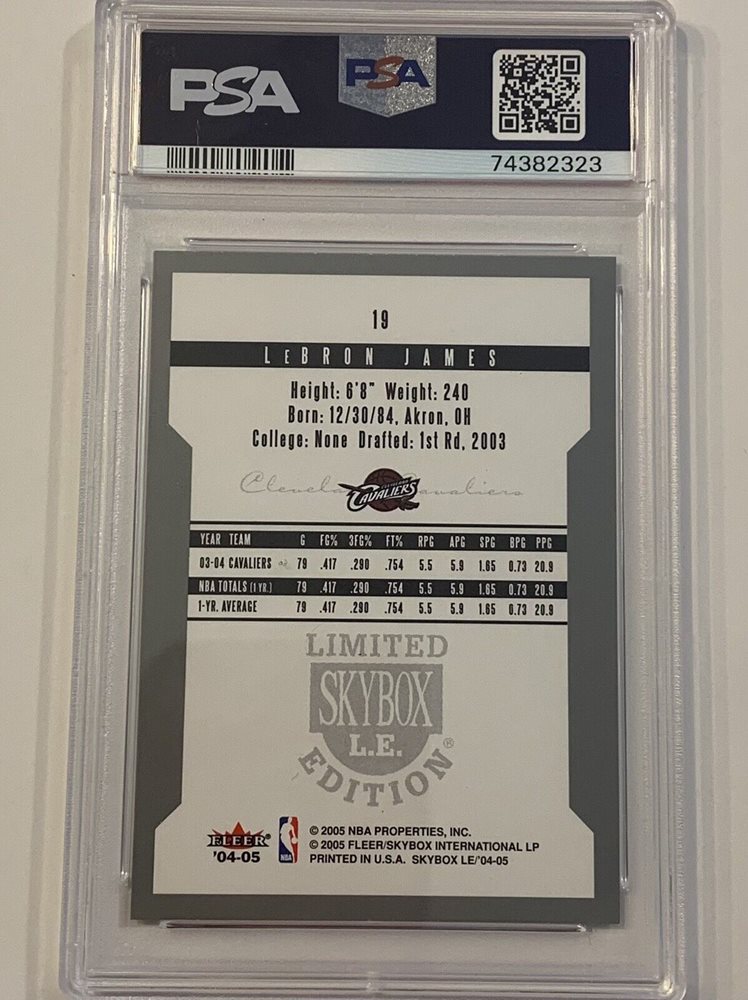 PSA PSA
74382323
19
LEBRON JAMES
Height: 6'8" Weight: 240
Born: 12/30/84, Akron, OH
College: None Drafted: 1st Rd, 2003
Cleveland Cavaliers
CAVALIERS
YEAR TEAM G FG% 3FG% FT% RPG APG SPG BPG PPG
03-04 CAVALIERS 79 .417 .290 .754 5.5 5.9 1.65 0.73 20.9
NBA TOTALS (1 YR.) 79 .417 .290 .754 5.5 5.9 1.65 0.73 20.9
1-YR. AVERAGE 79 .417 .290 .754 5.5 5.9 1.65 0.73 20.9
LIMITED
SKYBOX
L.E.
EDITION®
FLEER
'04-05
NBA
© 2005 NBA PROPERTIES, INC.
© 2005 FLEER/SKYBOX INTERNATIONAL LP
PRINTED IN U.S.A. SKYBOX LE/'04-05